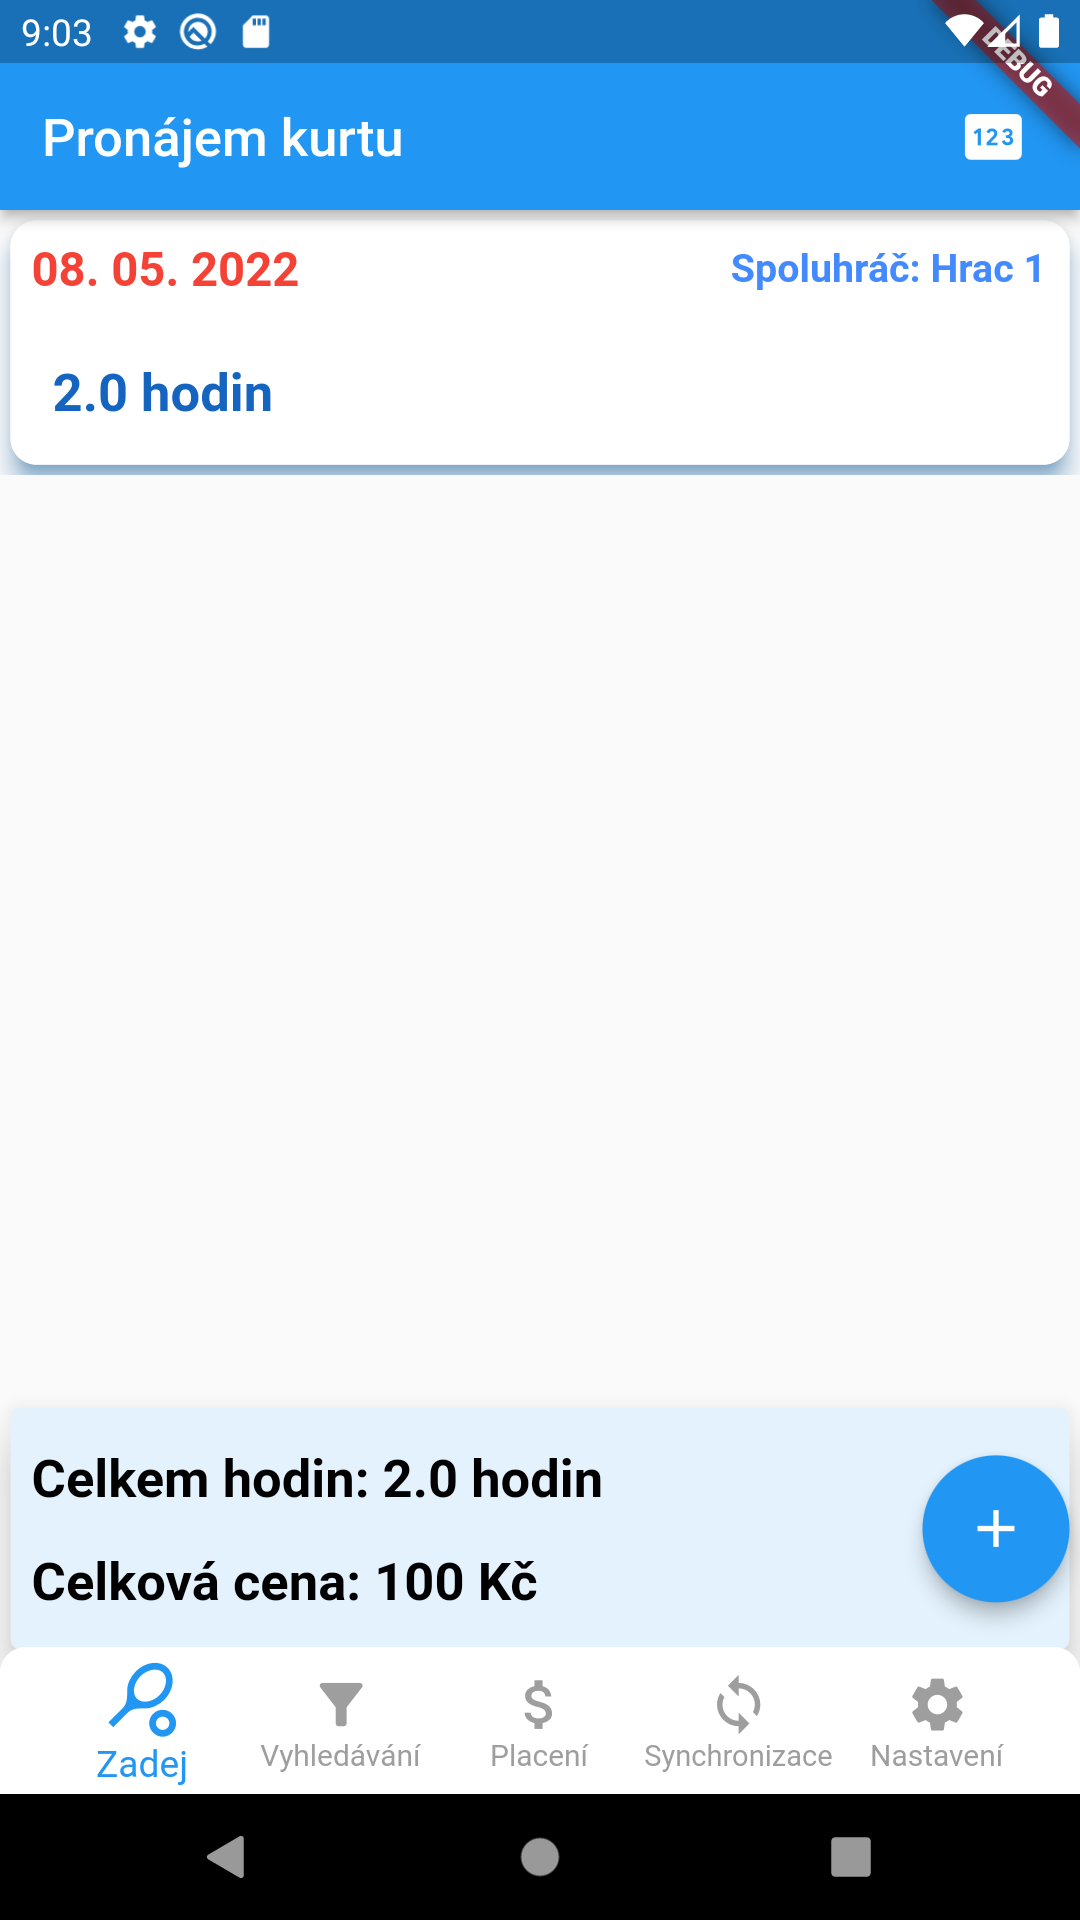 9:03
DEBUG
Pronájem kurtu
123
08. 05. 2022
Spoluhráč: Hrac 1
2.0 hodin
Celkem hodin: 2.0 hodin
Celková cena: 100 Kč
+
Zadej
Vyhledávání
Placení
Synchronizace
Nastavení